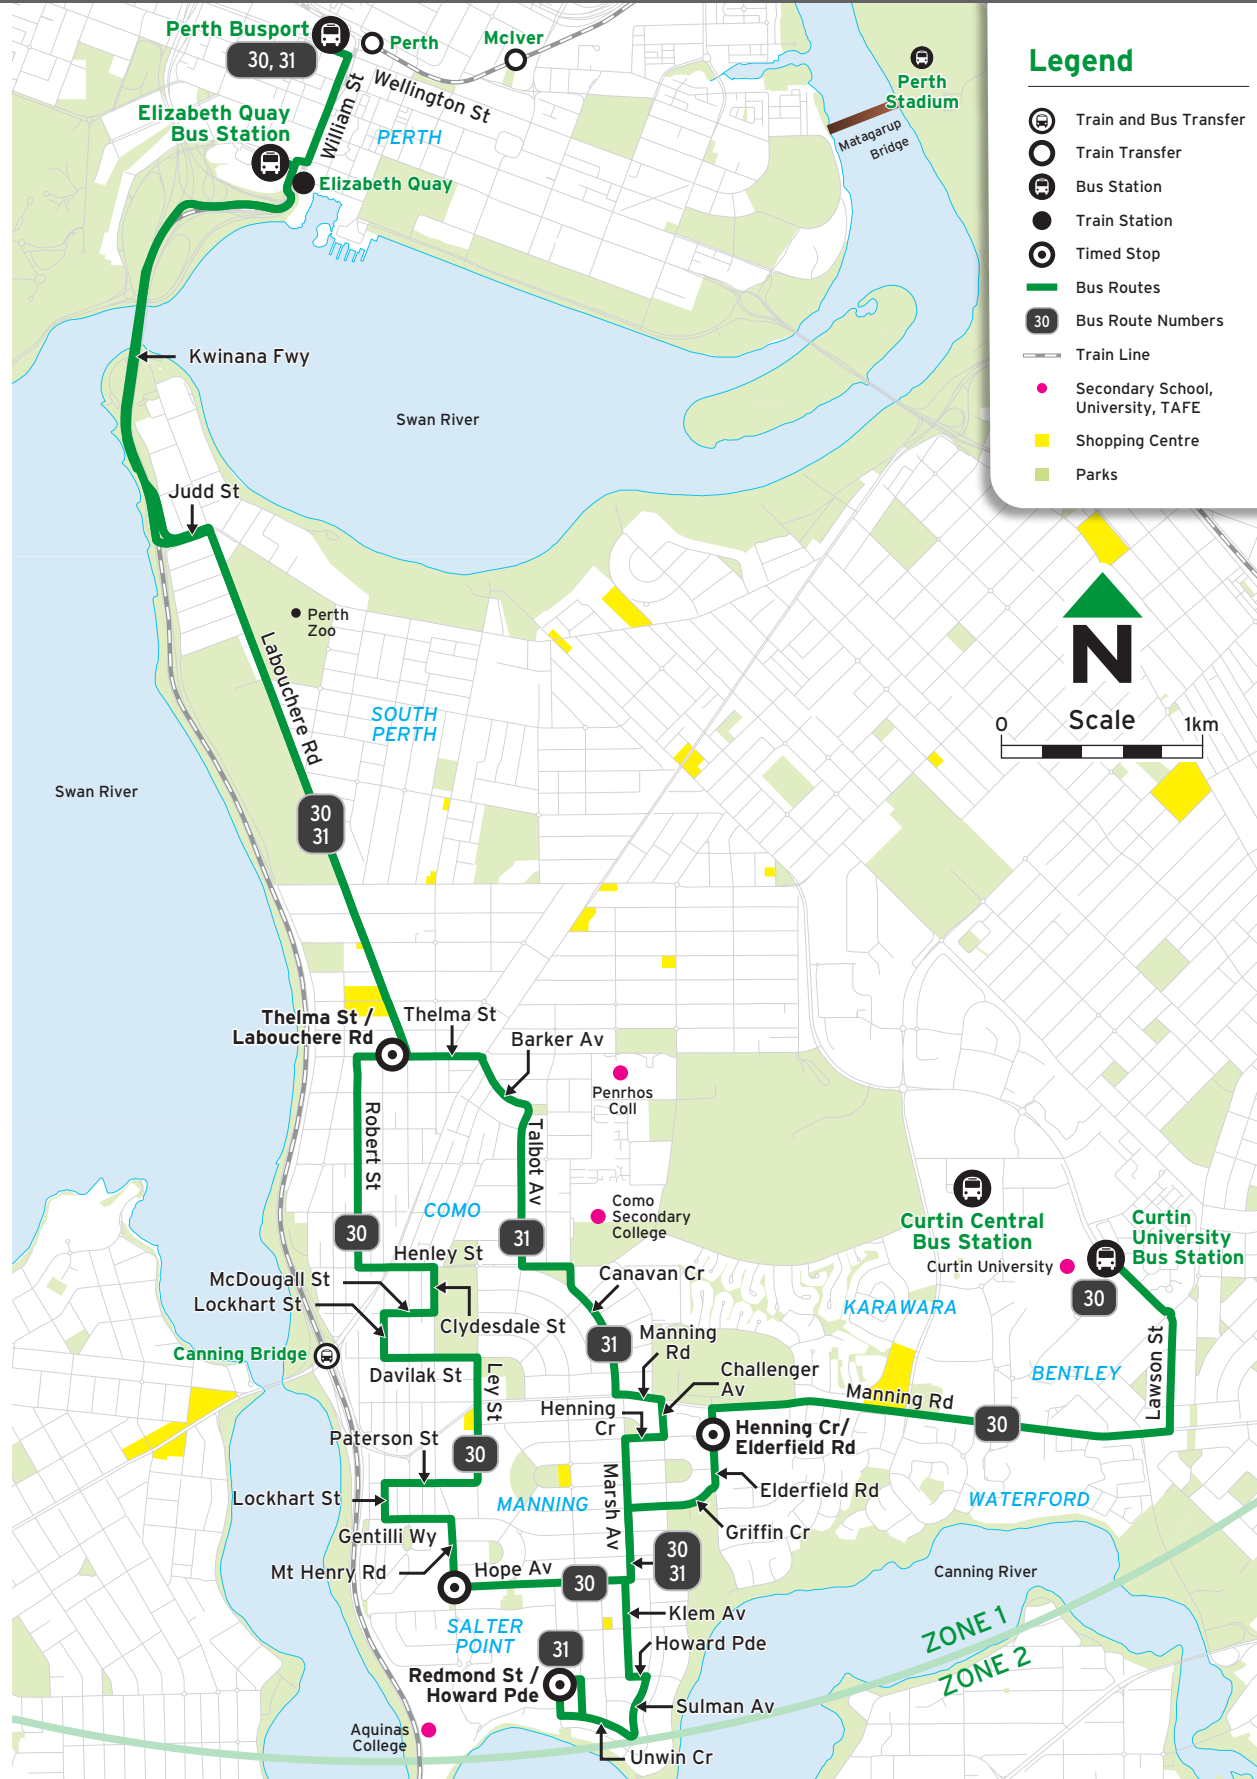 Perth Busport
30, 31
Perth
McIver
Wellington St
William St
Elizabeth Quay
Bus Station
PERTH
Elizabeth Quay
Perth
Stadium
Matagarup
Bridge
Legend
Train and Bus Transfer
Train Transfer
Bus Station
Train Station
Timed Stop
Bus Routes
30
Bus Route Numbers
Train Line
Secondary School,
University, TAFE
Shopping Centre
Parks
Kwinana Fwy
Swan River
Judd St
Perth
Zoo
Labouchere Rd
SOUTH
PERTH
N
0
Scale
1km
Swan River
30
31
Thelma St /
Labouchere Rd
Thelma St
Barker Av
Penrhos
Coll
Robert St
Talbot Av
COMO
Como
Secondary
College
30
31
Henley St
McDougall St
Lockhart St
Clydesdale St
Canavan Cr
Canning Bridge
Davilak St
Ley St
31
Manning
Rd
Challenger
Av
Henning
Cr
Curtin Central
Bus Station
Curtin University
Curtin
University
Bus Station
30
KARAWARA
BENTLEY
Lawson St
Manning Rd
30
Henning Cr/
Elderfield Rd
Paterson St
30
Lockhart St
MANNING
Marsh Av
Elderfield Rd
Griffin Cr
WATERFORD
Gentilli Wy
Mt Henry Rd
Hope Av
30
30
31
Canning River
Klem Av
SALTER
POINT
Howard Pde
31
Redmond St /
Howard Pde
Sulman Av
Aquinas
College
Unwin Cr
ZONE 1
ZONE 2